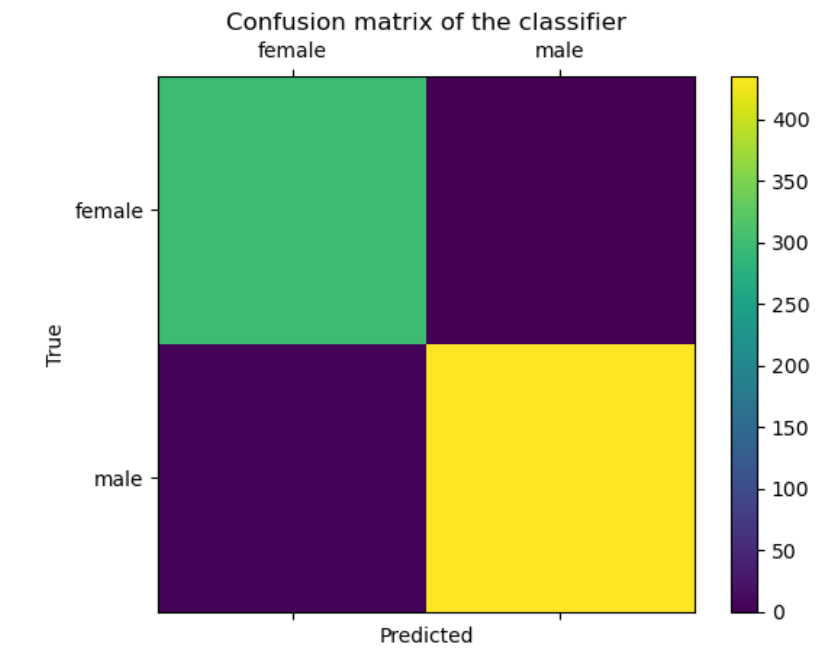 Confusion matrix of the classifier
female male
female
male
True
Predicted
400
350
300
250
200
150
100
50
0